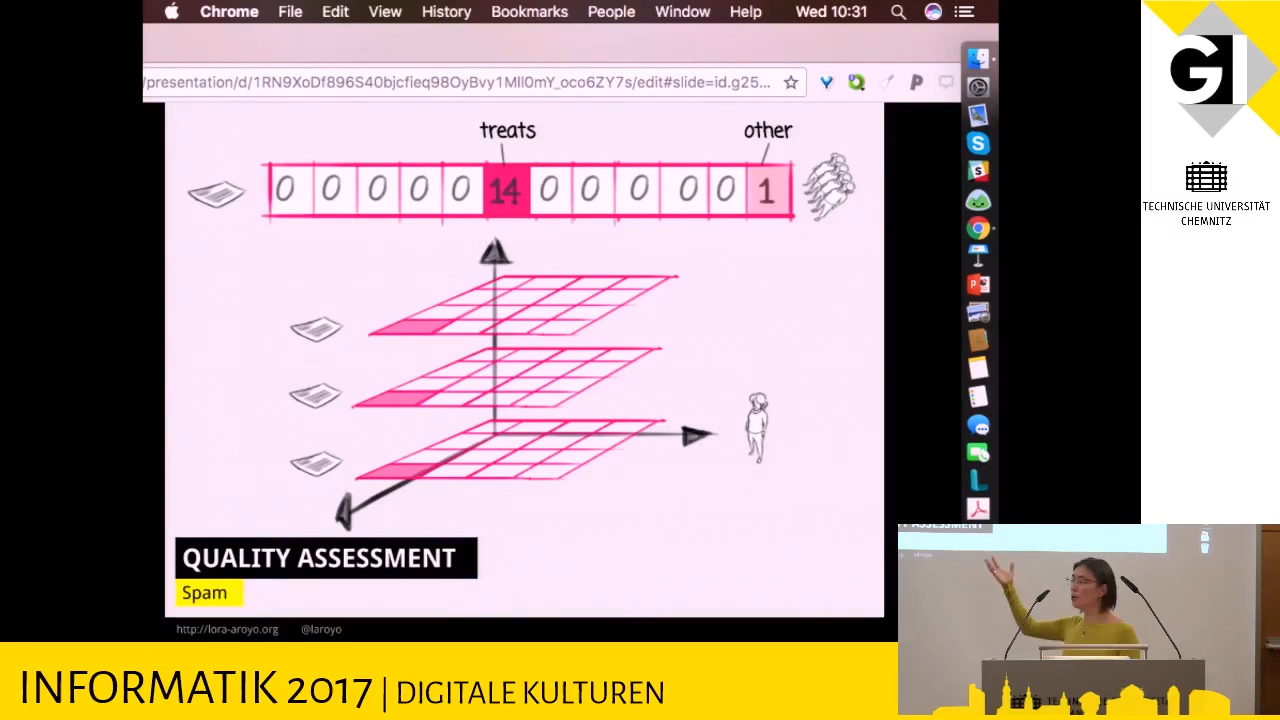 Chrome File Edit View History Bookmarks People Window Help Wed 10:31
/presentation/d/1RN9XoDf896S40bjcfieq98OyBvy1MlI0mY_oco6ZY7s/edit#slide=id.g25...
GI
TECHNISCHE UNIVERSITÄT
CHEMNITZ
treats other
0 0 0 0 0 14 0 0 0 0 0 1
QUALITY ASSESSMENT
Spam
http://lora-aroyo.org @laroyo
INFORMATIK 2017 | DIGITALE KULTUREN